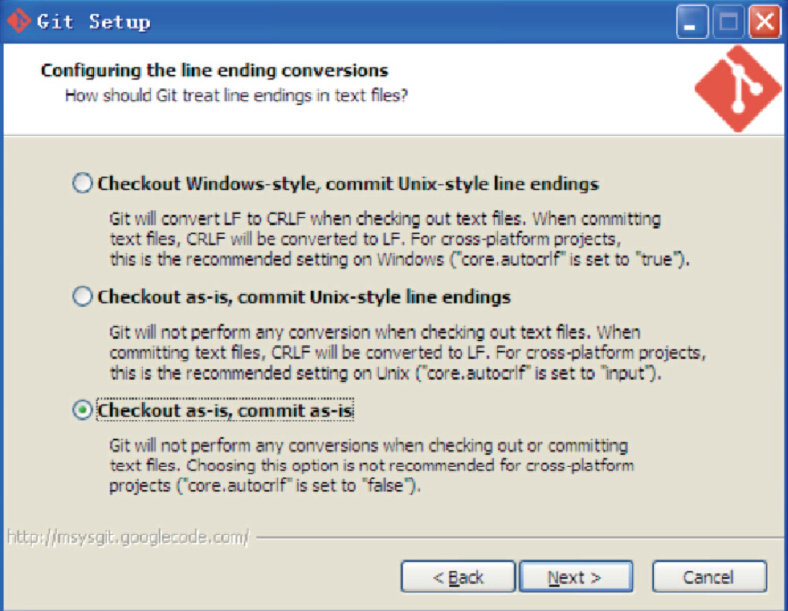 Git Setup
Configuring the line ending conversions
How should Git treat line endings in text files?
Checkout Windows-style, commit Unix-style line endings
Git will convert LF to CRLF when checking out text files. When committing
text files, CRLF will be converted to LF. For cross-platform projects,
this is the recommended setting on Windows ("core.autocrlf" is set to "true").
Checkout as-is, commit Unix-style line endings
Git will not perform any conversion when checking out text files. When
committing text files, CRLF will be converted to LF. For cross-platform projects,
this is the recommended setting on Unix ("core.autocrlf" is set to "input").
Checkout as-is, commit as-is
Git will not perform any conversions when checking out or committing
text files. Choosing this option is not recommended for cross-platform
projects ("core.autocrlf" is set to "false").
http://msysgit.googlecode.com/
< Back Next > Cancel